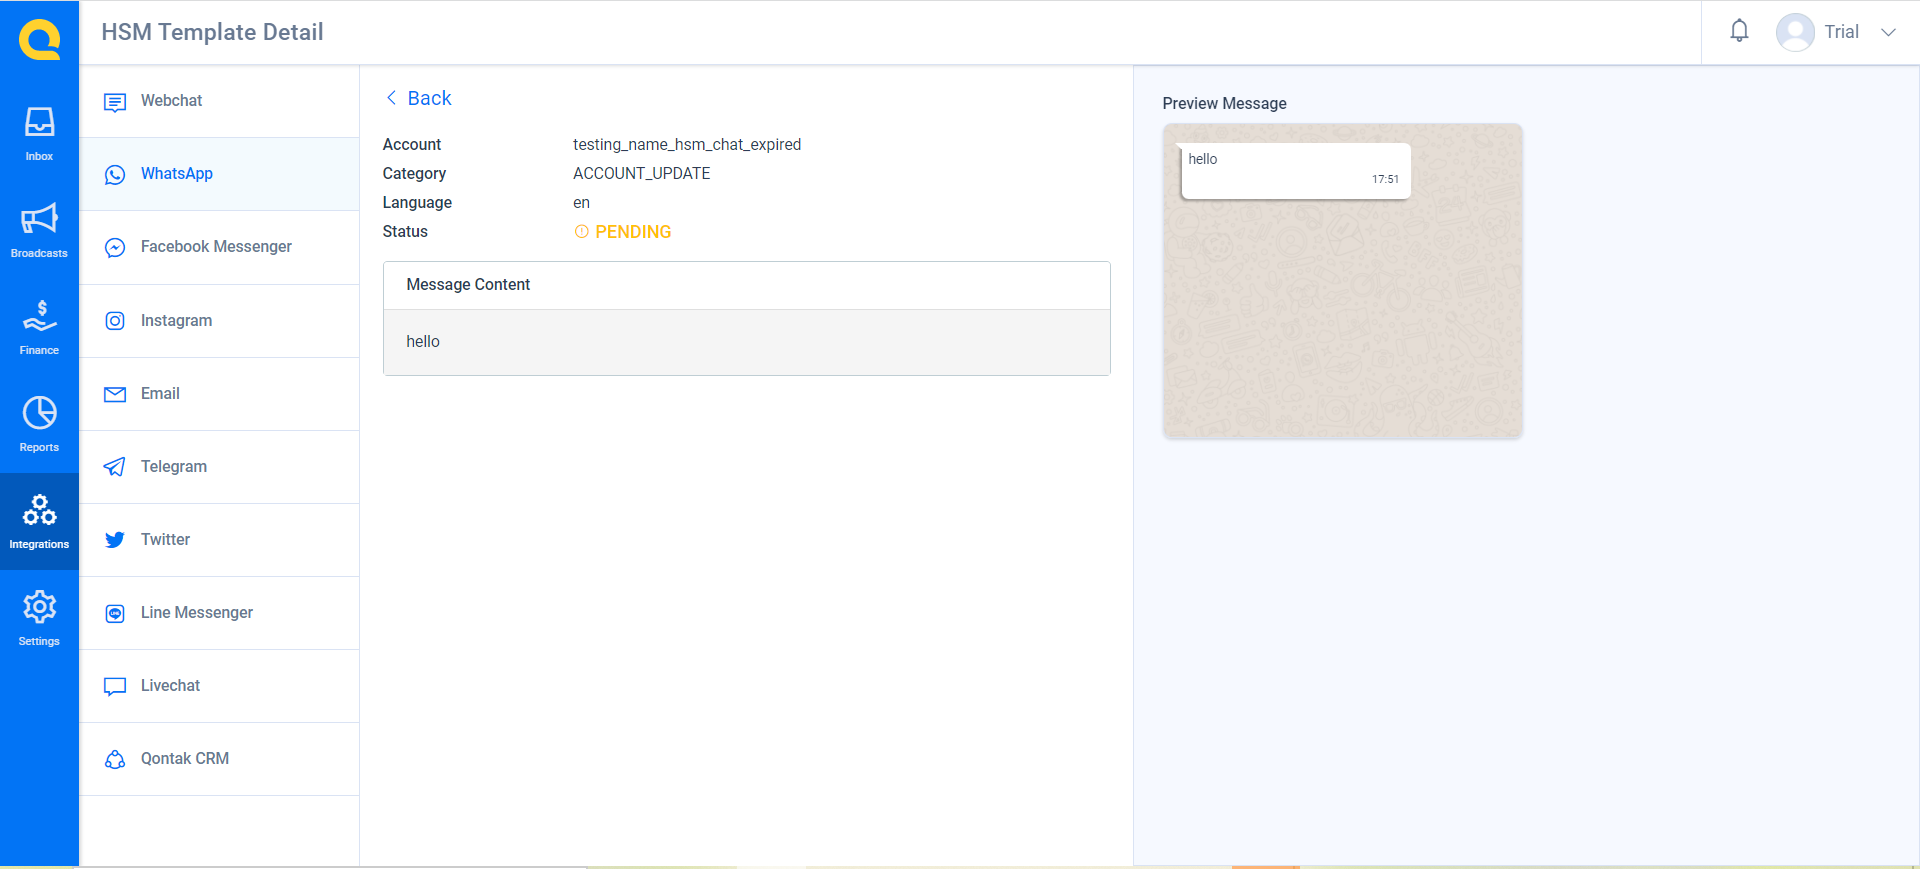 HSM Template Detail
Trial
Inbox
Broadcasts
Finance
Reports
Integrations
Settings
Webchat
WhatsApp
Facebook Messenger
Instagram
Email
Telegram
Twitter
Line Messenger
Livechat
Qontak CRM
Back
Account testing_name_hsm_chat_expired
Category ACCOUNT_UPDATE
Language en
Status PENDING
Message Content
hello
Preview Message
hello
17:51